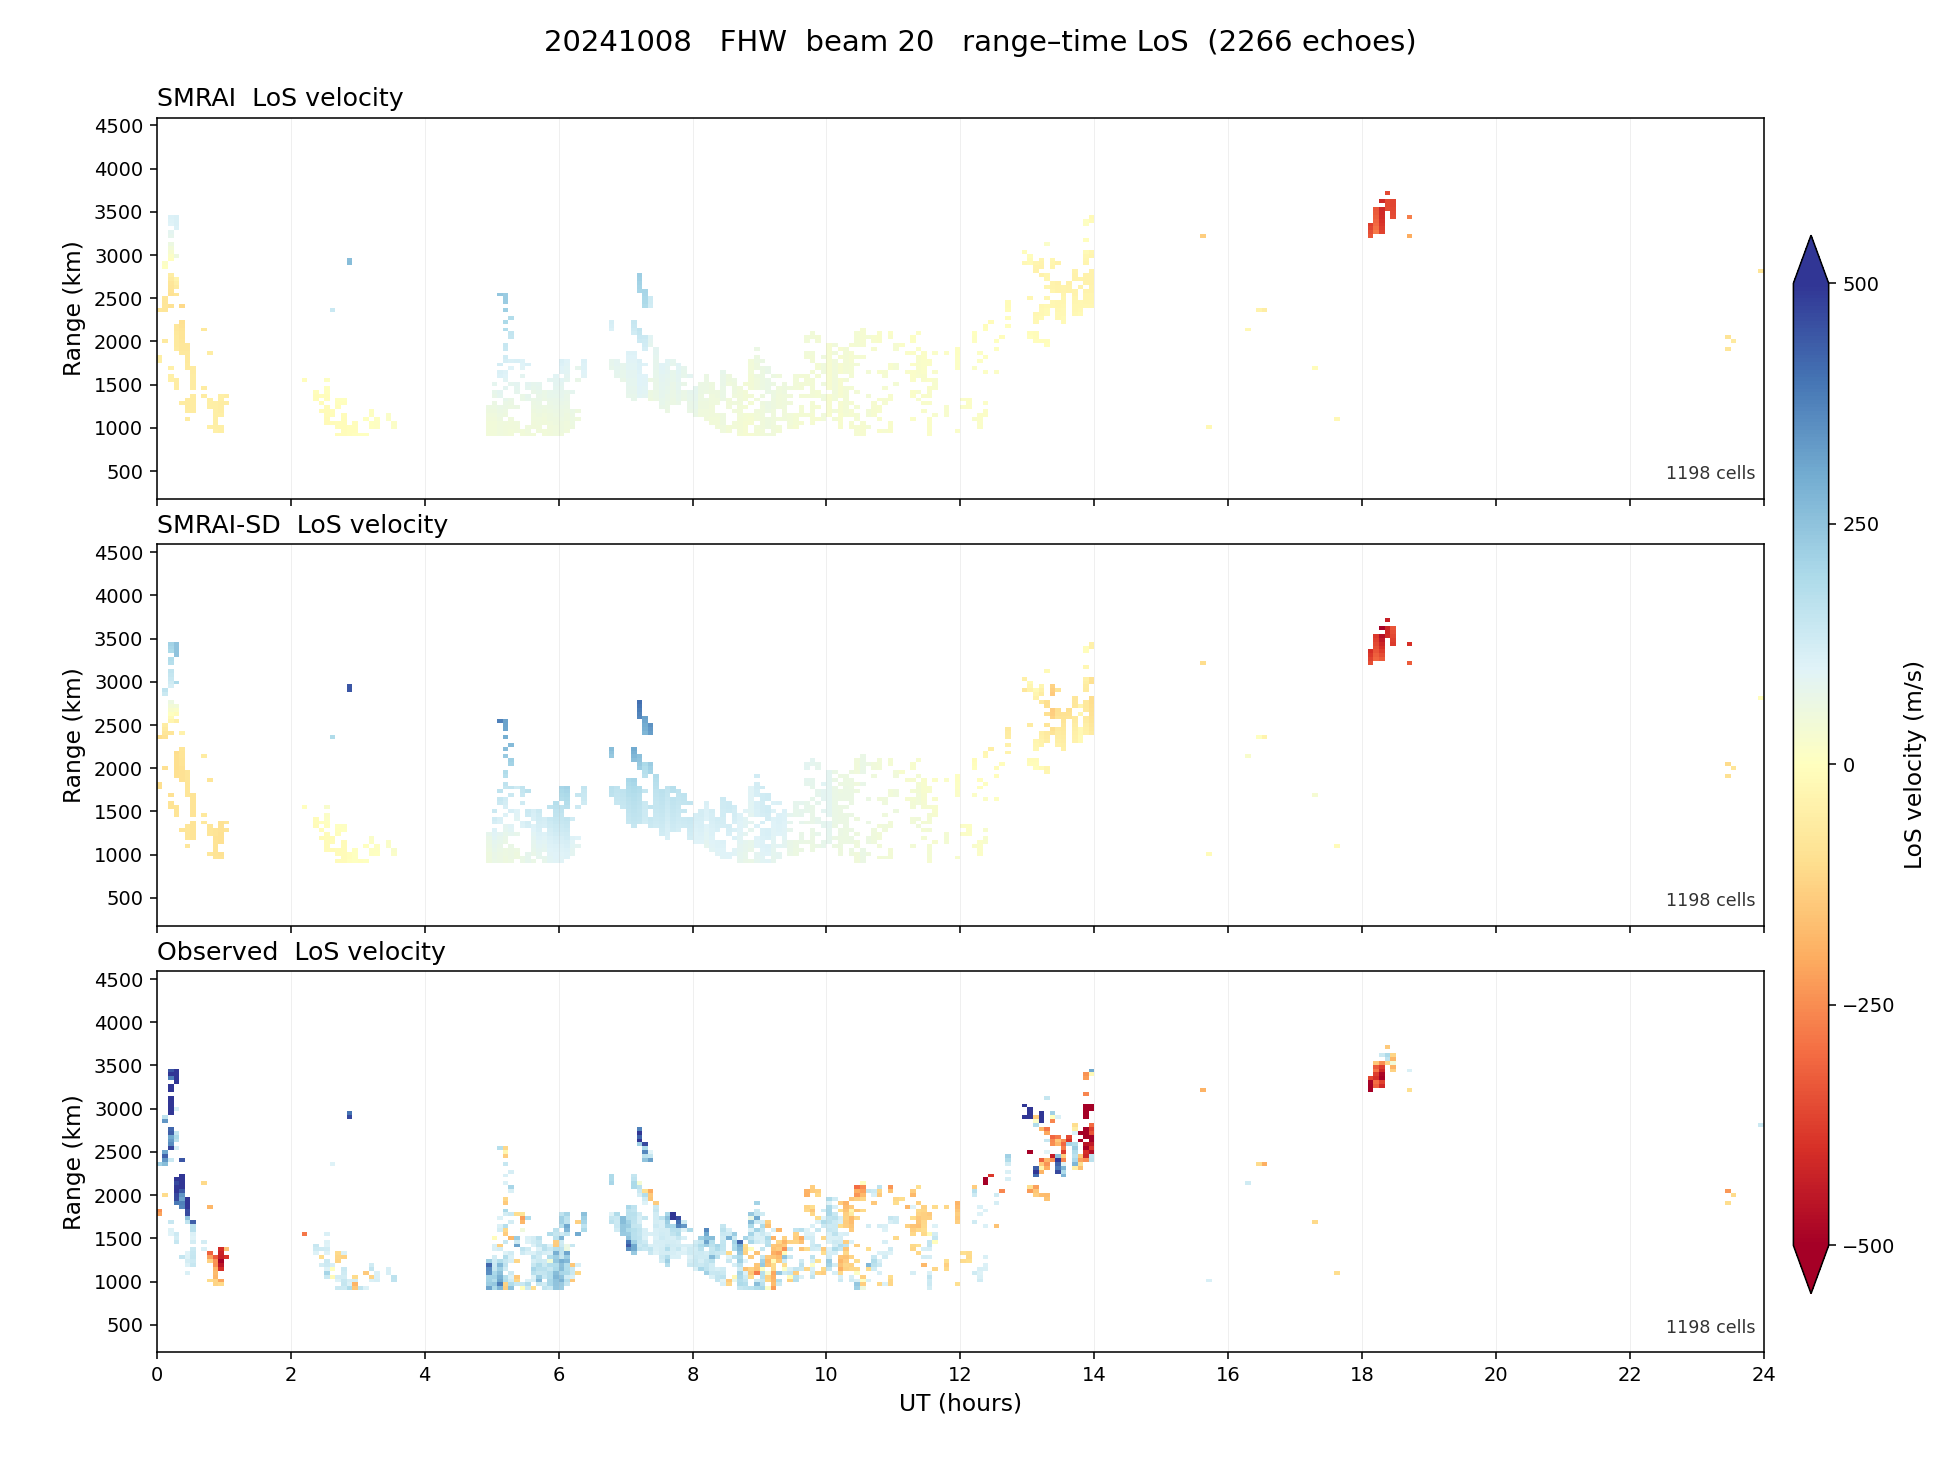 20241008   FHW  beam 20   range–time LoS  (2266 echoes)
SMRAI  LoS velocity
4500
4000
3500
3000
2500
2000
1500
1000
500
Range (km)
1198 cells
SMRAI-SD  LoS velocity
4500
4000
3500
3000
2500
2000
1500
1000
500
Range (km)
1198 cells
Observed  LoS velocity
4500
4000
3500
3000
2500
2000
1500
1000
500
Range (km)
1198 cells
0 2 4 6 8 10 12 14 16 18 20 22 24
UT (hours)
500
250
0
−250
−500
LoS velocity (m/s)